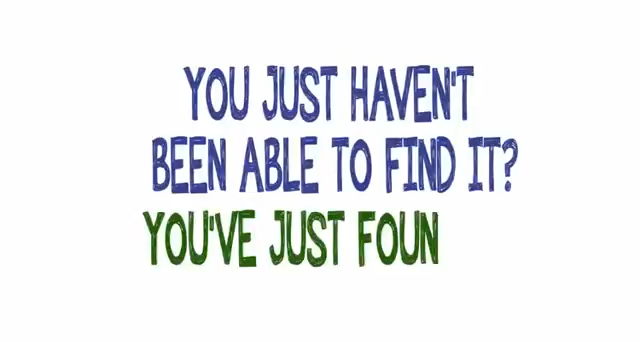 YOU JUST HAVEN'T
BEEN ABLE TO FIND IT?
YOU'VE JUST FOUN